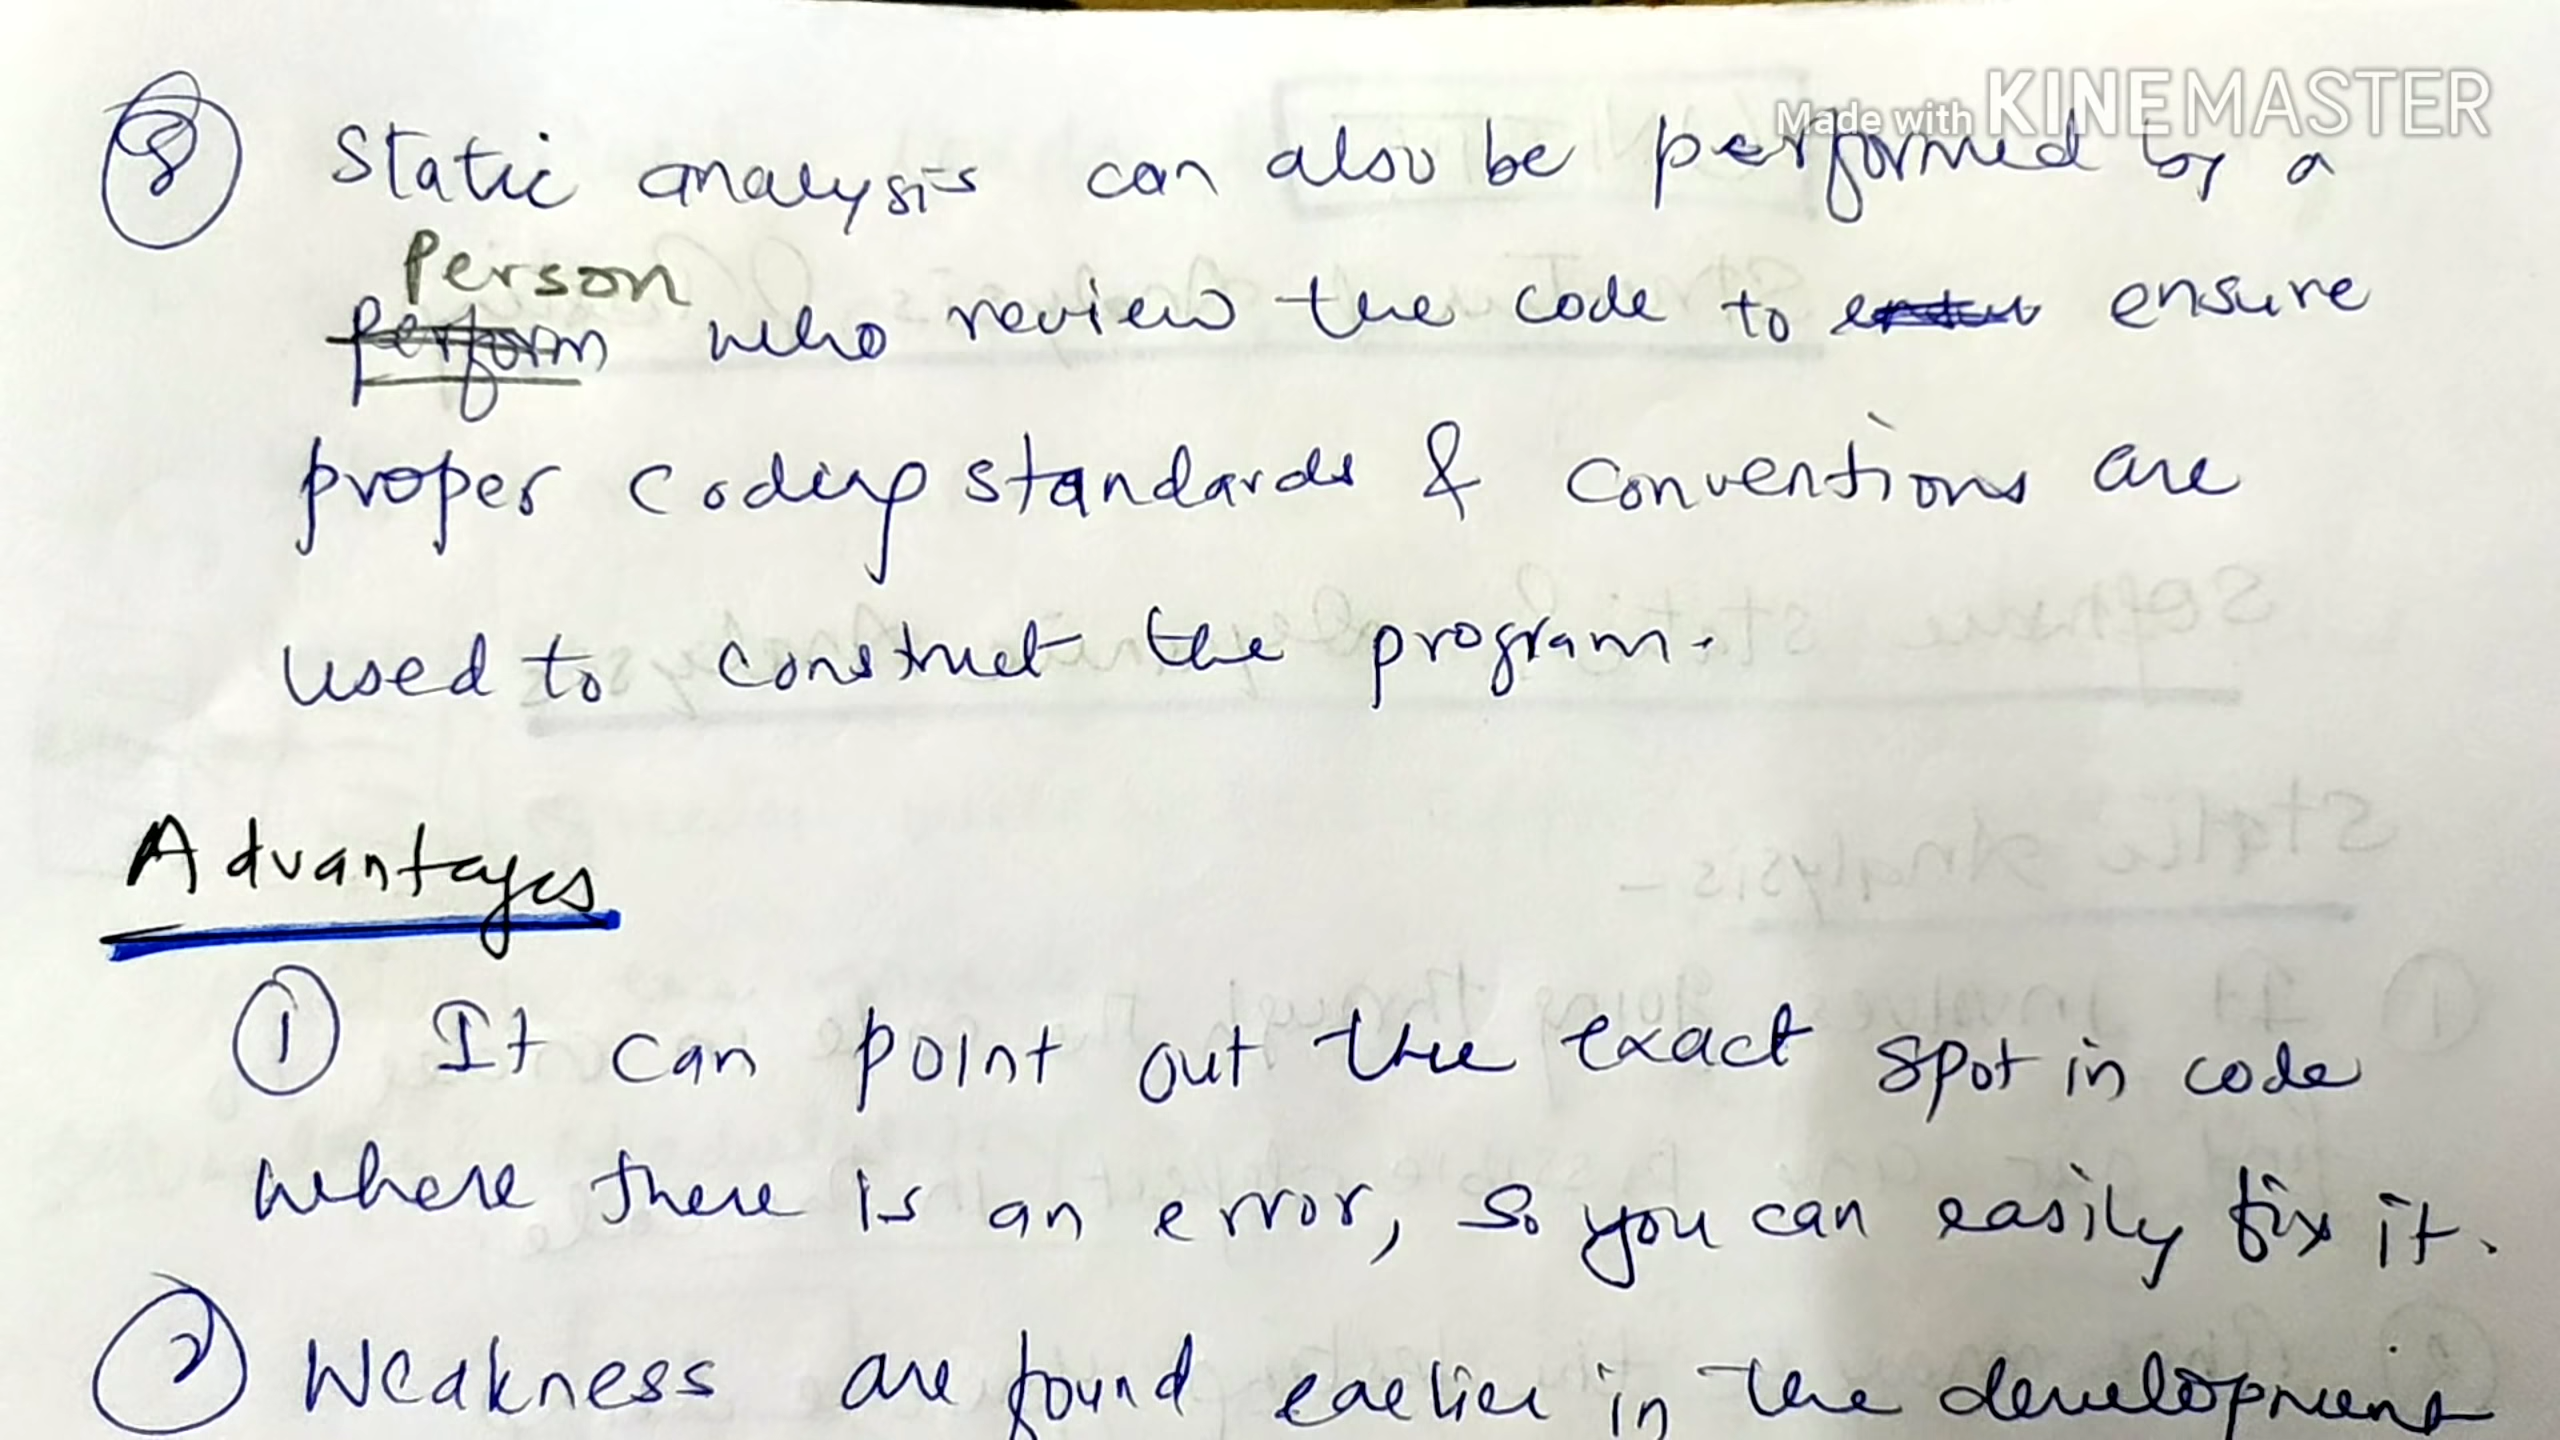 Made with KINEMASTER
8 Static analysis can also be performed by a
Person
perform who review the code to ensure
proper coding standards & conventions are
used to construct the program.
Advantages
1 It can point out the exact spot in code
where there is an error, so you can easily fix it.
2 Weakness are found earlier in the development